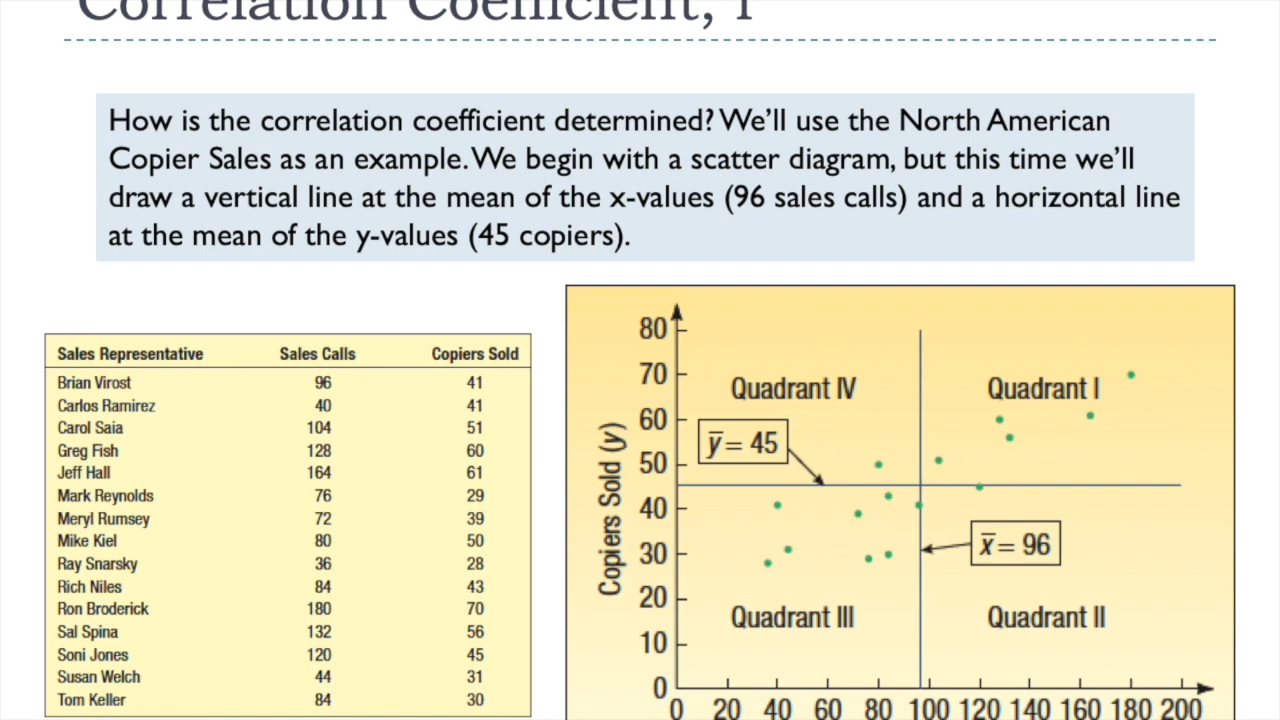 Correlation Coefficient, r
How is the correlation coefficient determined? We'll use the North American
Copier Sales as an example. We begin with a scatter diagram, but this time we'll
draw a vertical line at the mean of the x-values (96 sales calls) and a horizontal line
at the mean of the y-values (45 copiers).
Sales Representative Sales Calls Copiers Sold
Brian Virost 96 41
Carlos Ramirez 40 41
Carol Saia 104 51
Greg Fish 128 60
Jeff Hall 164 61
Mark Reynolds 76 29
Meryl Rumsey 72 39
Mike Kiel 80 50
Ray Snarsky 36 28
Rich Niles 84 43
Ron Broderick 180 70
Sal Spina 132 56
Soni Jones 120 45
Susan Welch 44 31
Tom Keller 84 30
Copiers Sold (y)
80
70
60
50
40
30
20
10
0
Quadrant IV
Quadrant I
y̅ = 45
x̅ = 96
Quadrant III
Quadrant II
0 20 40 60 80 100 120 140 160 180 200